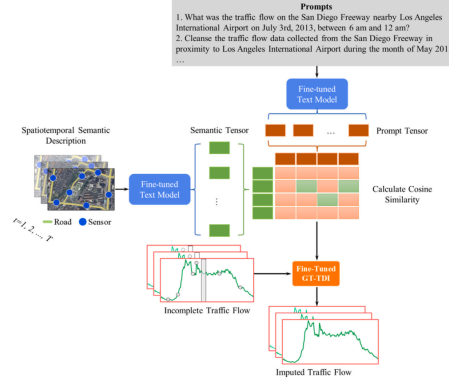 Prompts
1. What was the traffic flow on the San Diego Freeway nearby Los Angeles
International Airport on July 3rd, 2013, between 6 am and 12 am?
2. Cleanse the traffic flow data collected from the San Diego Freeway in
proximity to Los Angeles International Airport during the month of May 201
...
Fine-tuned
Text Model
Spatiotemporal Semantic
Description
Semantic Tensor
...
Prompt Tensor
Fine-tuned
Text Model
Calculate Cosine
Similarity
Road
Sensor
t=1, 2, ..., T
Fine-Tuned
GT-TDI
Incomplete Traffic Flow
Imputed Traffic Flow